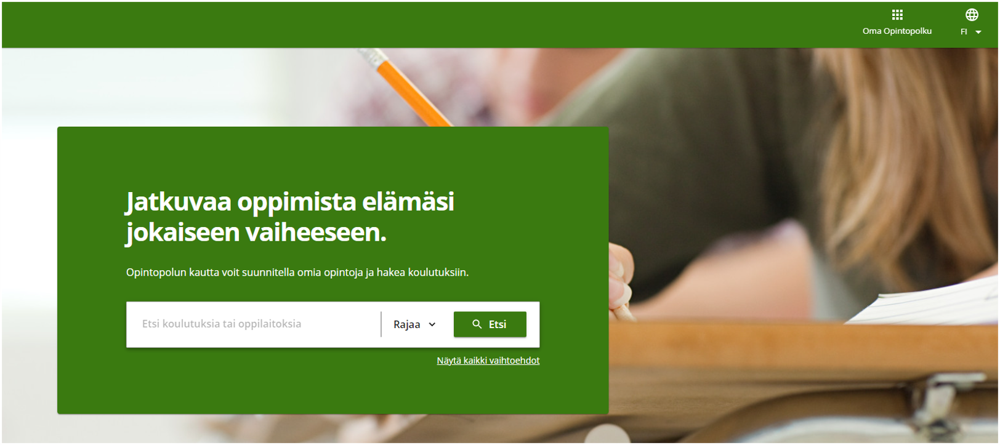 Oma Opintopolku
FI
Jatkuvaa oppimista elämäsi
jokaiseen vaiheeseen.
Opintopolun kautta voit suunnitella omia opintoja ja hakea koulutuksiin.
Etsi koulutuksia tai oppilaitoksia
Rajaa
Etsi
Näytä kaikki vaihtoehdot